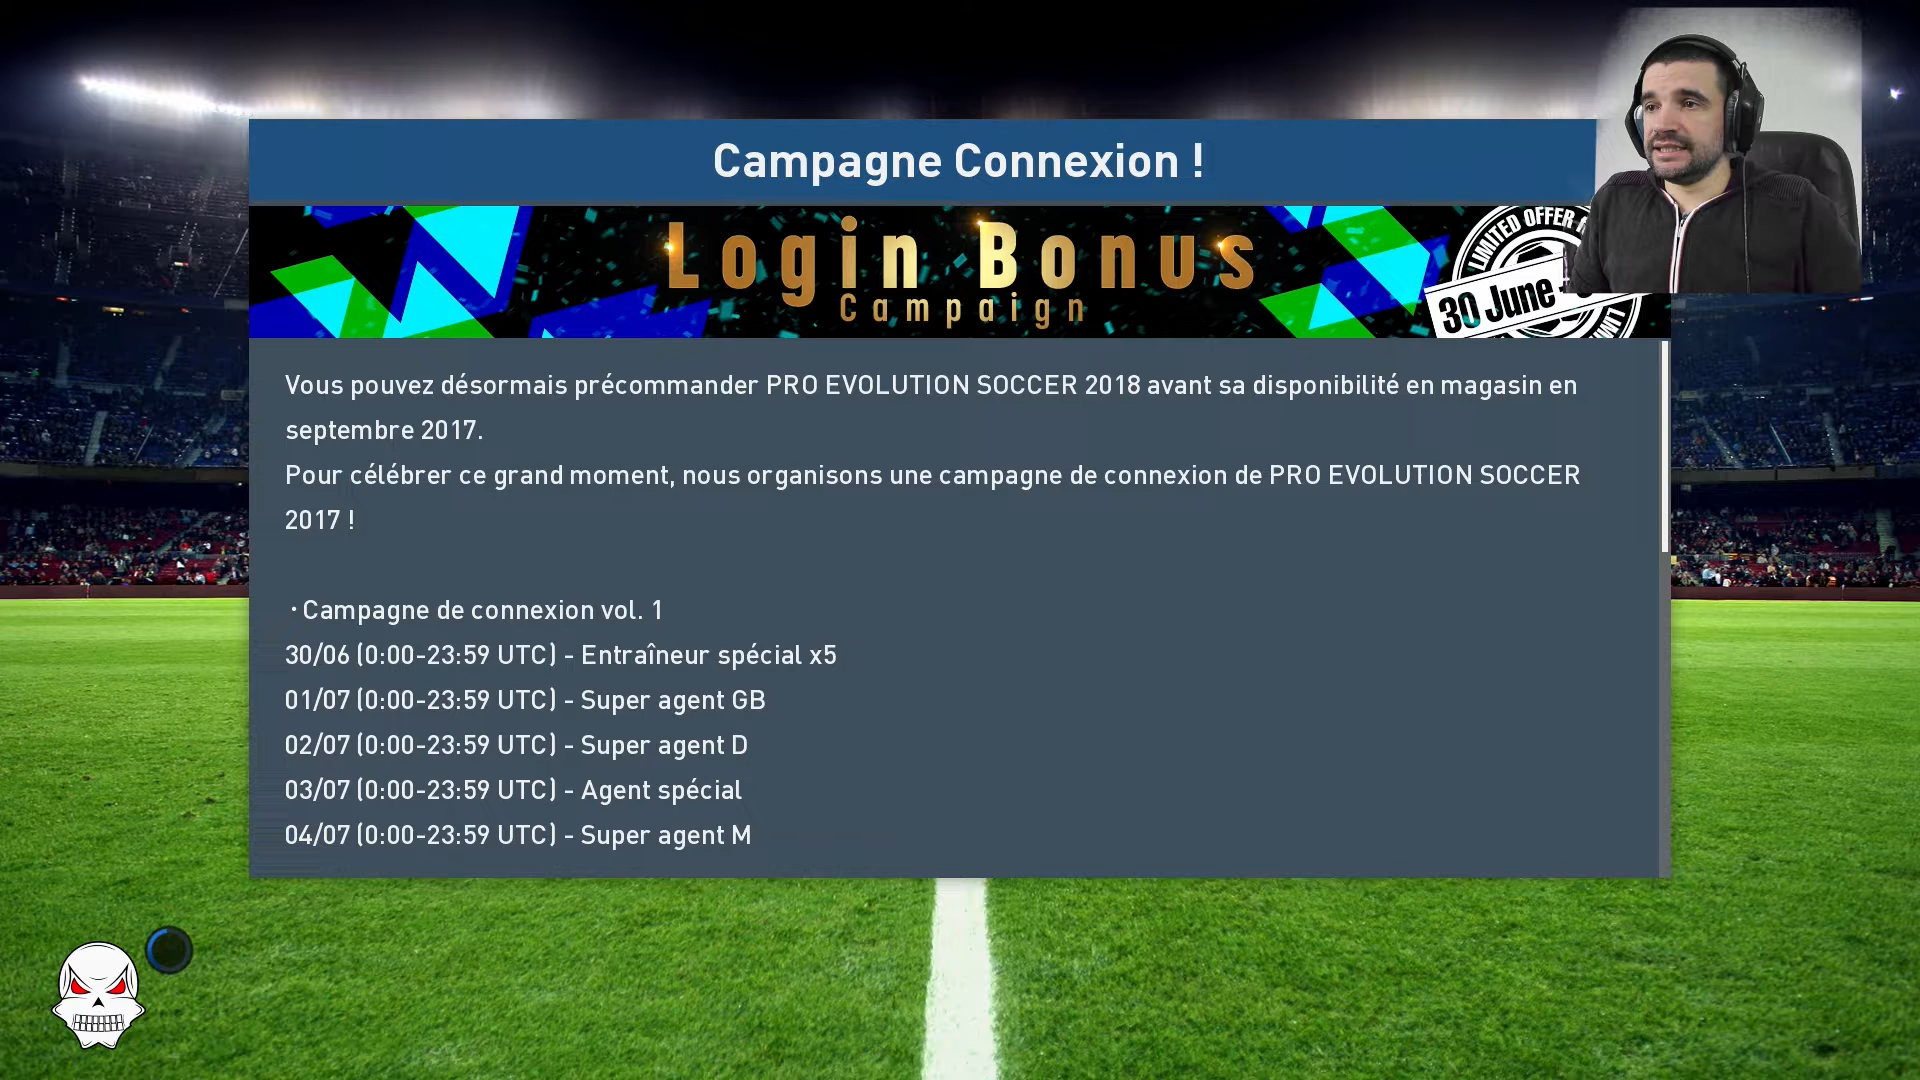 Campagne Connexion !
Login Bonus
Campaign
LIMITED OFFER
30 June
Vous pouvez désormais précommander PRO EVOLUTION SOCCER 2018 avant sa disponibilité en magasin en
septembre 2017.
Pour célébrer ce grand moment, nous organisons une campagne de connexion de PRO EVOLUTION SOCCER
2017 !
・Campagne de connexion vol. 1
30/06 (0:00-23:59 UTC) - Entraîneur spécial x5
01/07 (0:00-23:59 UTC) - Super agent GB
02/07 (0:00-23:59 UTC) - Super agent D
03/07 (0:00-23:59 UTC) - Agent spécial
04/07 (0:00-23:59 UTC) - Super agent M